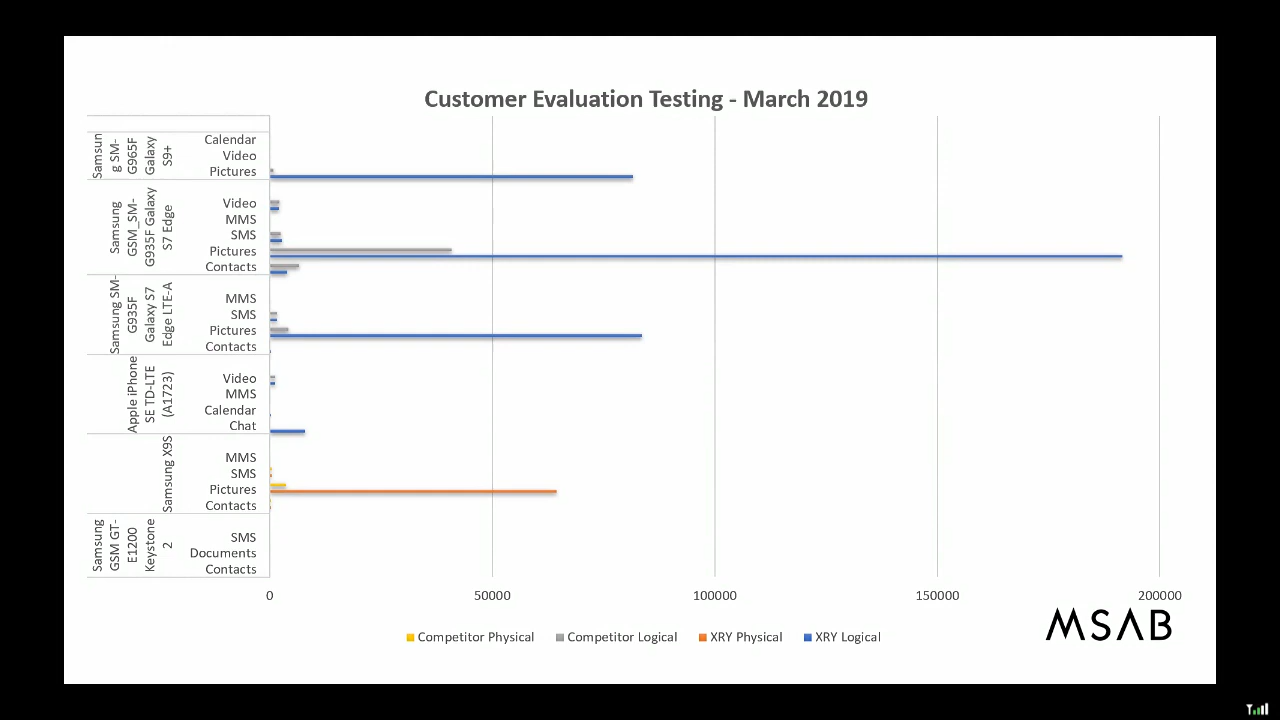 Customer Evaluation Testing - March 2019
Samsun
g SM-
G965F
Galaxy
S9+
Calendar
Video
Pictures
Samsung
GSM_SM-
G935F Galaxy
S7 Edge
Video
MMS
SMS
Pictures
Contacts
Samsung SM-
G935F
Galaxy S7
Edge LTE-A
MMS
SMS
Pictures
Contacts
Apple iPhone
SE TD-LTE
(A1723)
Video
MMS
Calendar
Chat
Samsung X9S
MMS
SMS
Pictures
Contacts
Samsung
GSM GT-
E1200
Keystone
2
SMS
Documents
Contacts
0 50000 100000 150000 200000
Competitor Physical Competitor Logical XRY Physical XRY Logical
MSAB